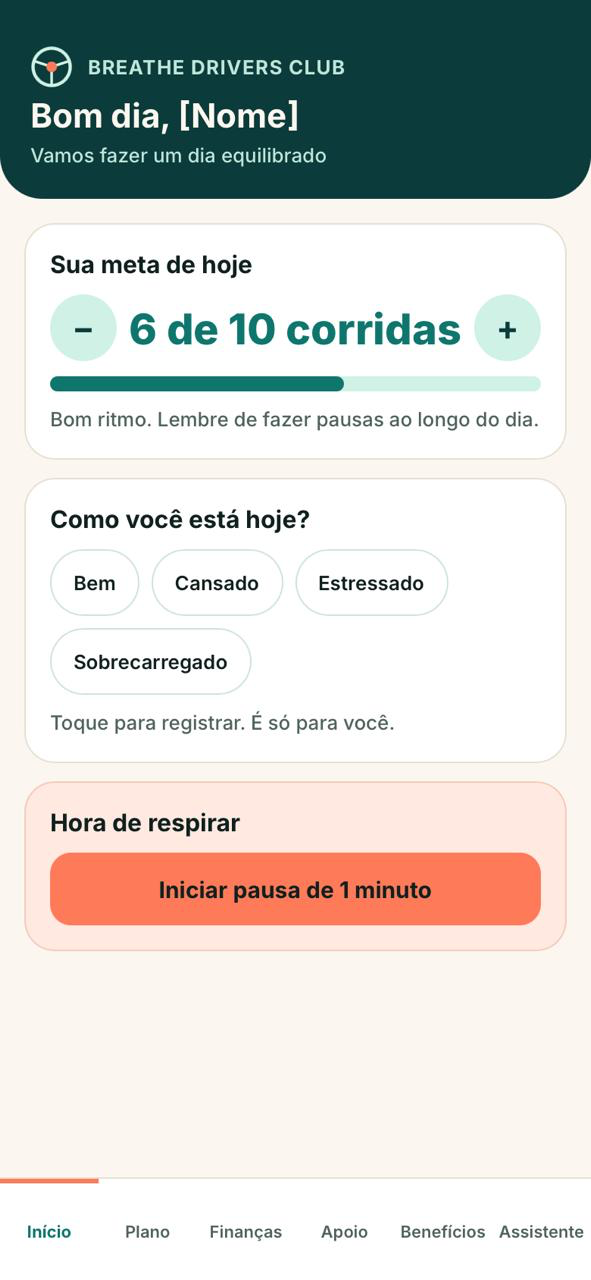 BREATHE DRIVERS CLUB
Bom dia, [Nome]
Vamos fazer um dia equilibrado
Sua meta de hoje
– 6 de 10 corridas +
Bom ritmo. Lembre de fazer pausas ao longo do dia.
Como você está hoje?
Bem Cansado Estressado
Sobrecarregado
Toque para registrar. É só para você.
Hora de respirar
Iniciar pausa de 1 minuto
Início Plano Finanças Apoio Benefícios Assistente